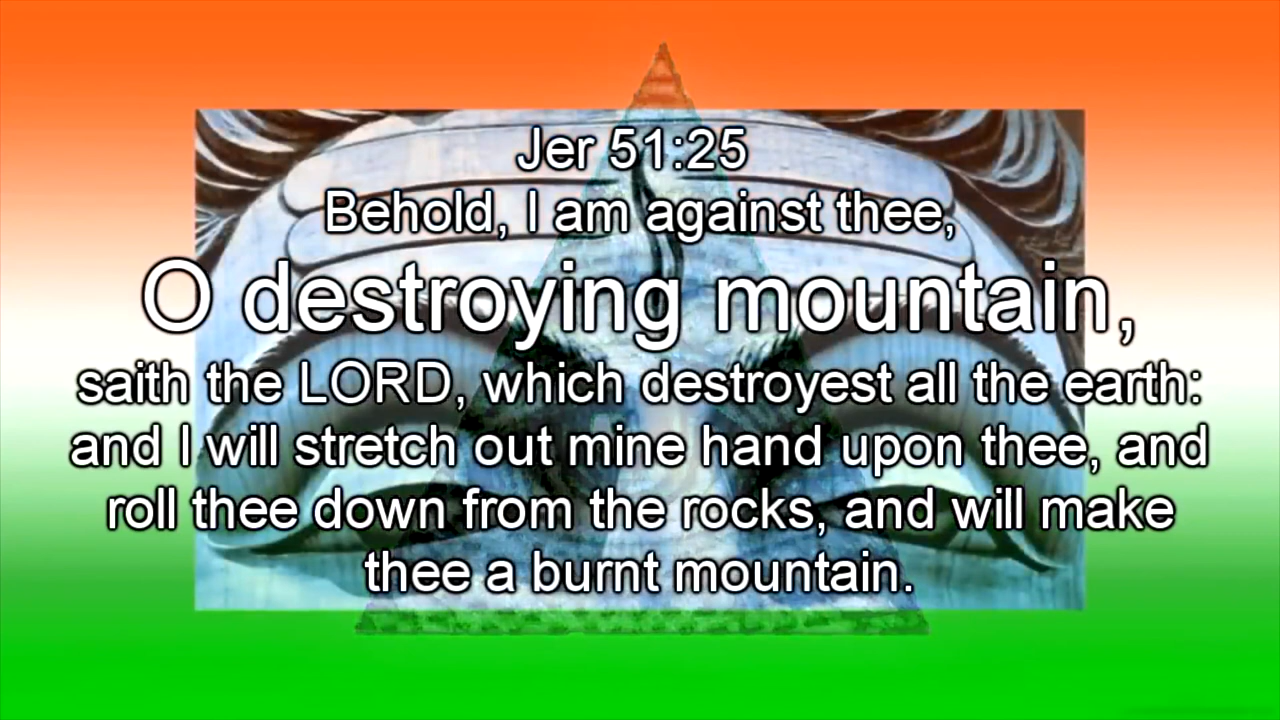 Jer 51:25
Behold, I am against thee,
O destroying mountain,
saith the LORD, which destroyest all the earth:
and I will stretch out mine hand upon thee, and
roll thee down from the rocks, and will make
thee a burnt mountain.